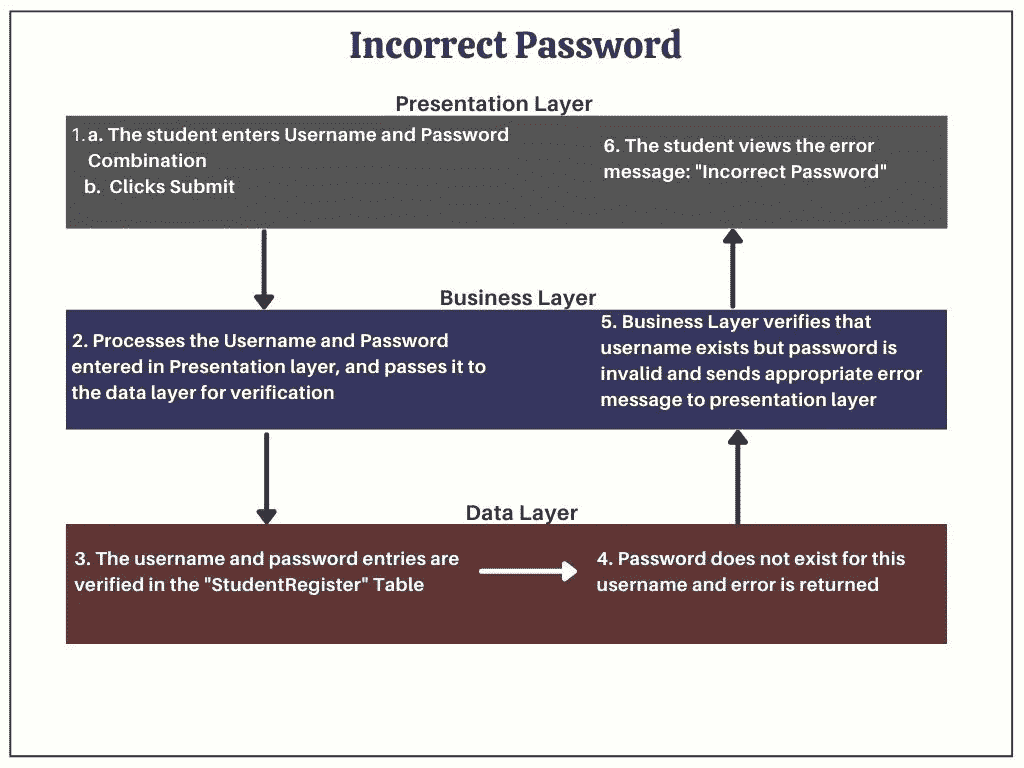 Incorrect Password
Presentation Layer
1. a. The student enters Username and Password
Combination
b. Clicks Submit
6. The student views the error
message: "Incorrect Password"
Business Layer
2. Processes the Username and Password
entered in Presentation layer, and passes it to
the data layer for verification
5. Business Layer verifies that
username exists but password is
invalid and sends appropriate error
message to presentation layer
Data Layer
3. The username and password entries are
verified in the "StudentRegister" Table
4. Password does not exist for this
username and error is returned